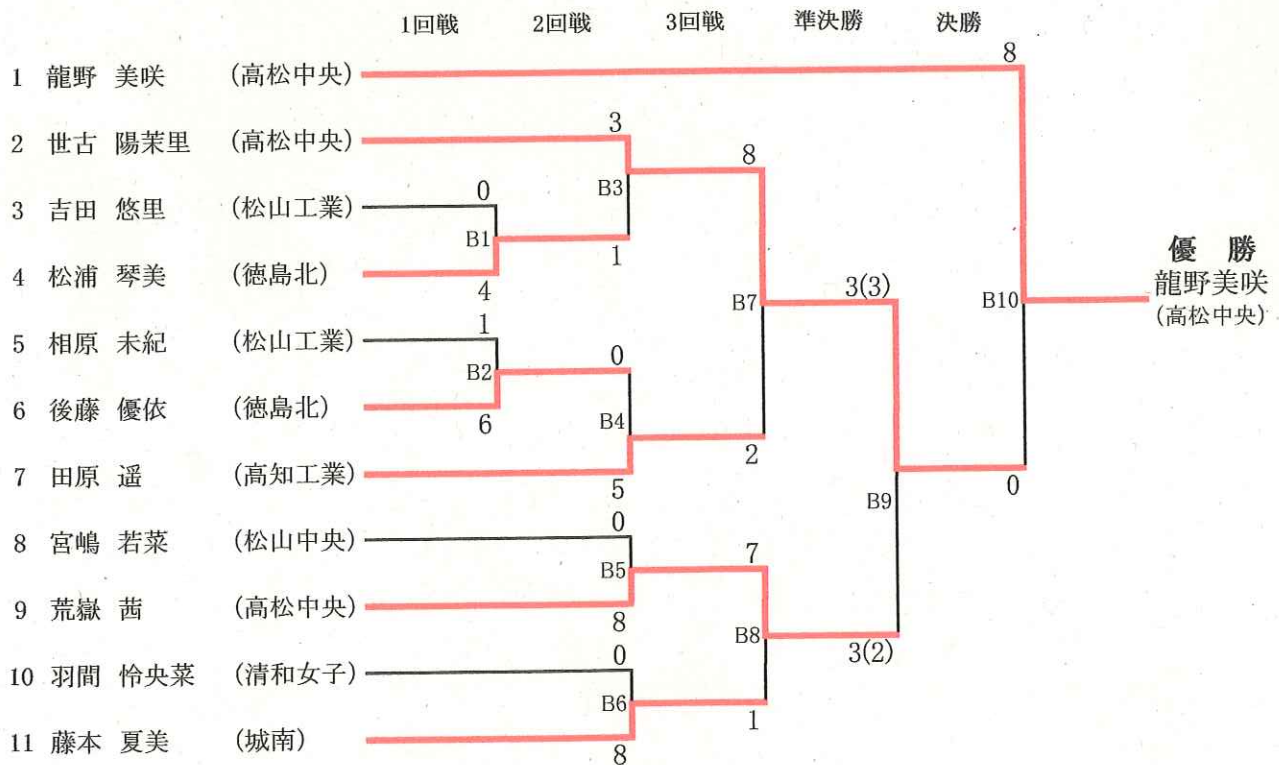 1回戦 2回戦 3回戦 準決勝 決勝
8
1 龍野 美咲 (高松中央)
3
2 世古 陽茉里 (高松中央)
8
B3
0
3 吉田 悠里 (松山工業)
B1
1
優 勝
4 松浦 琴美 (徳島北)
4
龍野美咲
3(3)
B7
B10
(高松中央)
1
5 相原 未紀 (松山工業)
0
B2
6 後藤 優依 (徳島北)
6
B4
2
7 田原 遥 (高知工業)
5
0
B9
0
8 宮嶋 若菜 (松山中央)
7
B5
9 荒嶽 茜 (高松中央)
8
B8
3(2)
0
10 羽間 怜央菜 (清和女子)
B6
1
11 藤本 夏美 (城南)
8